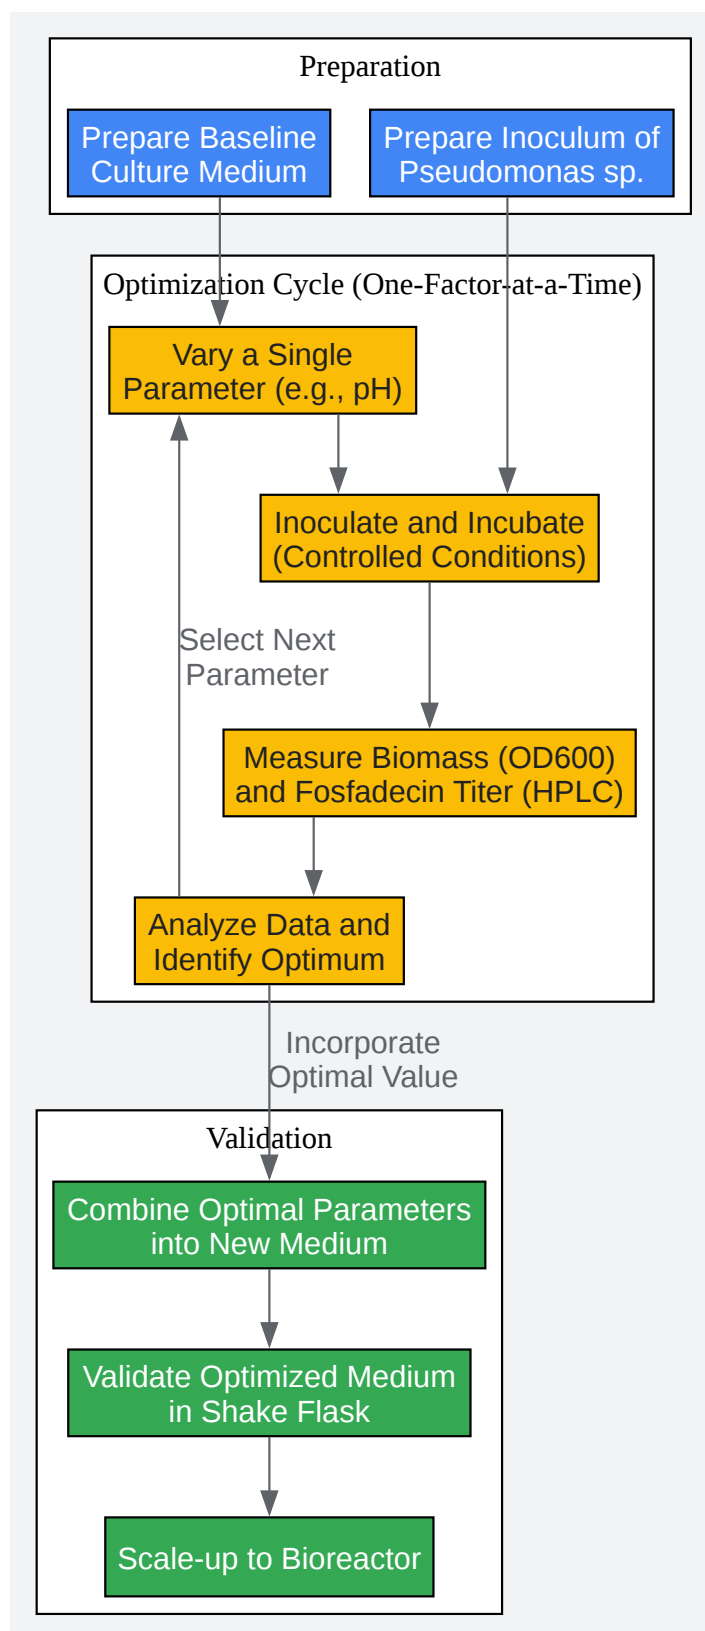 Preparation
Prepare Baseline
Culture Medium
Prepare Inoculum of
Pseudomonas sp.
Optimization Cycle (One-Factor-at-a-Time)
Vary a Single
Parameter (e.g., pH)
Inoculate and Incubate
(Controlled Conditions)
Select Next
Parameter
Measure Biomass (OD600)
and Fosfadecin Titer (HPLC)
Analyze Data and
Identify Optimum
Incorporate
Optimal Value
Validation
Combine Optimal Parameters
into New Medium
Validate Optimized Medium
in Shake Flask
Scale-up to Bioreactor